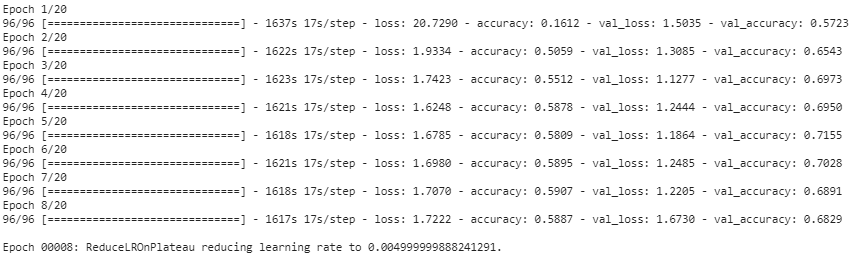 Epoch 1/20
96/96 [==============================] - 1637s 17s/step - loss: 20.7290 - accuracy: 0.1612 - val_loss: 1.5035 - val_accuracy: 0.5723
Epoch 2/20
96/96 [==============================] - 1622s 17s/step - loss: 1.9334 - accuracy: 0.5059 - val_loss: 1.3085 - val_accuracy: 0.6543
Epoch 3/20
96/96 [==============================] - 1623s 17s/step - loss: 1.7423 - accuracy: 0.5512 - val_loss: 1.1277 - val_accuracy: 0.6973
Epoch 4/20
96/96 [==============================] - 1621s 17s/step - loss: 1.6248 - accuracy: 0.5878 - val_loss: 1.2444 - val_accuracy: 0.6950
Epoch 5/20
96/96 [==============================] - 1618s 17s/step - loss: 1.6785 - accuracy: 0.5809 - val_loss: 1.1864 - val_accuracy: 0.7155
Epoch 6/20
96/96 [==============================] - 1621s 17s/step - loss: 1.6980 - accuracy: 0.5895 - val_loss: 1.2485 - val_accuracy: 0.7028
Epoch 7/20
96/96 [==============================] - 1618s 17s/step - loss: 1.7070 - accuracy: 0.5907 - val_loss: 1.2205 - val_accuracy: 0.6891
Epoch 8/20
96/96 [==============================] - 1617s 17s/step - loss: 1.7222 - accuracy: 0.5887 - val_loss: 1.6730 - val_accuracy: 0.6829
Epoch 00008: ReduceLROnPlateau reducing learning rate to 0.004999999888241291.